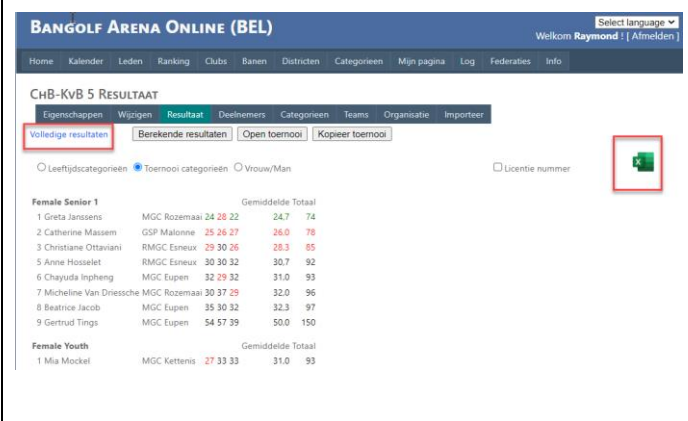 BANGOLF ARENA ONLINE (BEL)
Select language
Welkom Raymond ! [ Afmelden ]
Home Kalender Leden Ranking Clubs Banen Districten Categorieen Mijn pagina Log Federaties Info
CHB-KVB 5 RESULTAAT
Eigenschappen Wijzigen Resultaat Deelnemers Categorieen Teams Organisatie Importeer
Volledige resultaten Berekende resultaten Open toernooi Kopieer toernooi
Leeftijdscategorieën Toernooi categorieën Vrouw/Man Licentie nummer
Female Senior 1 Gemiddelde Totaal
1 Greta Janssens MGC Rozemaai 24 28 22 24.7 74
2 Catherine Massem GSP Malonne 25 26 27 26.0 78
3 Christiane Ottaviani RMGC Esneux 29 30 26 28.3 85
5 Anne Hosselet RMGC Esneux 30 30 32 30.7 92
6 Chayuda Inpheng MGC Eupen 32 29 32 31.0 93
7 Micheline Van Driessche MGC Rozemaai 30 37 29 32.0 96
8 Beatrice Jacob MGC Eupen 35 30 32 32.3 97
9 Gertrud Tings MGC Eupen 54 57 39 50.0 150
Female Youth Gemiddelde Totaal
1 Mia Mockel MGC Kettenis 27 33 33 31.0 93